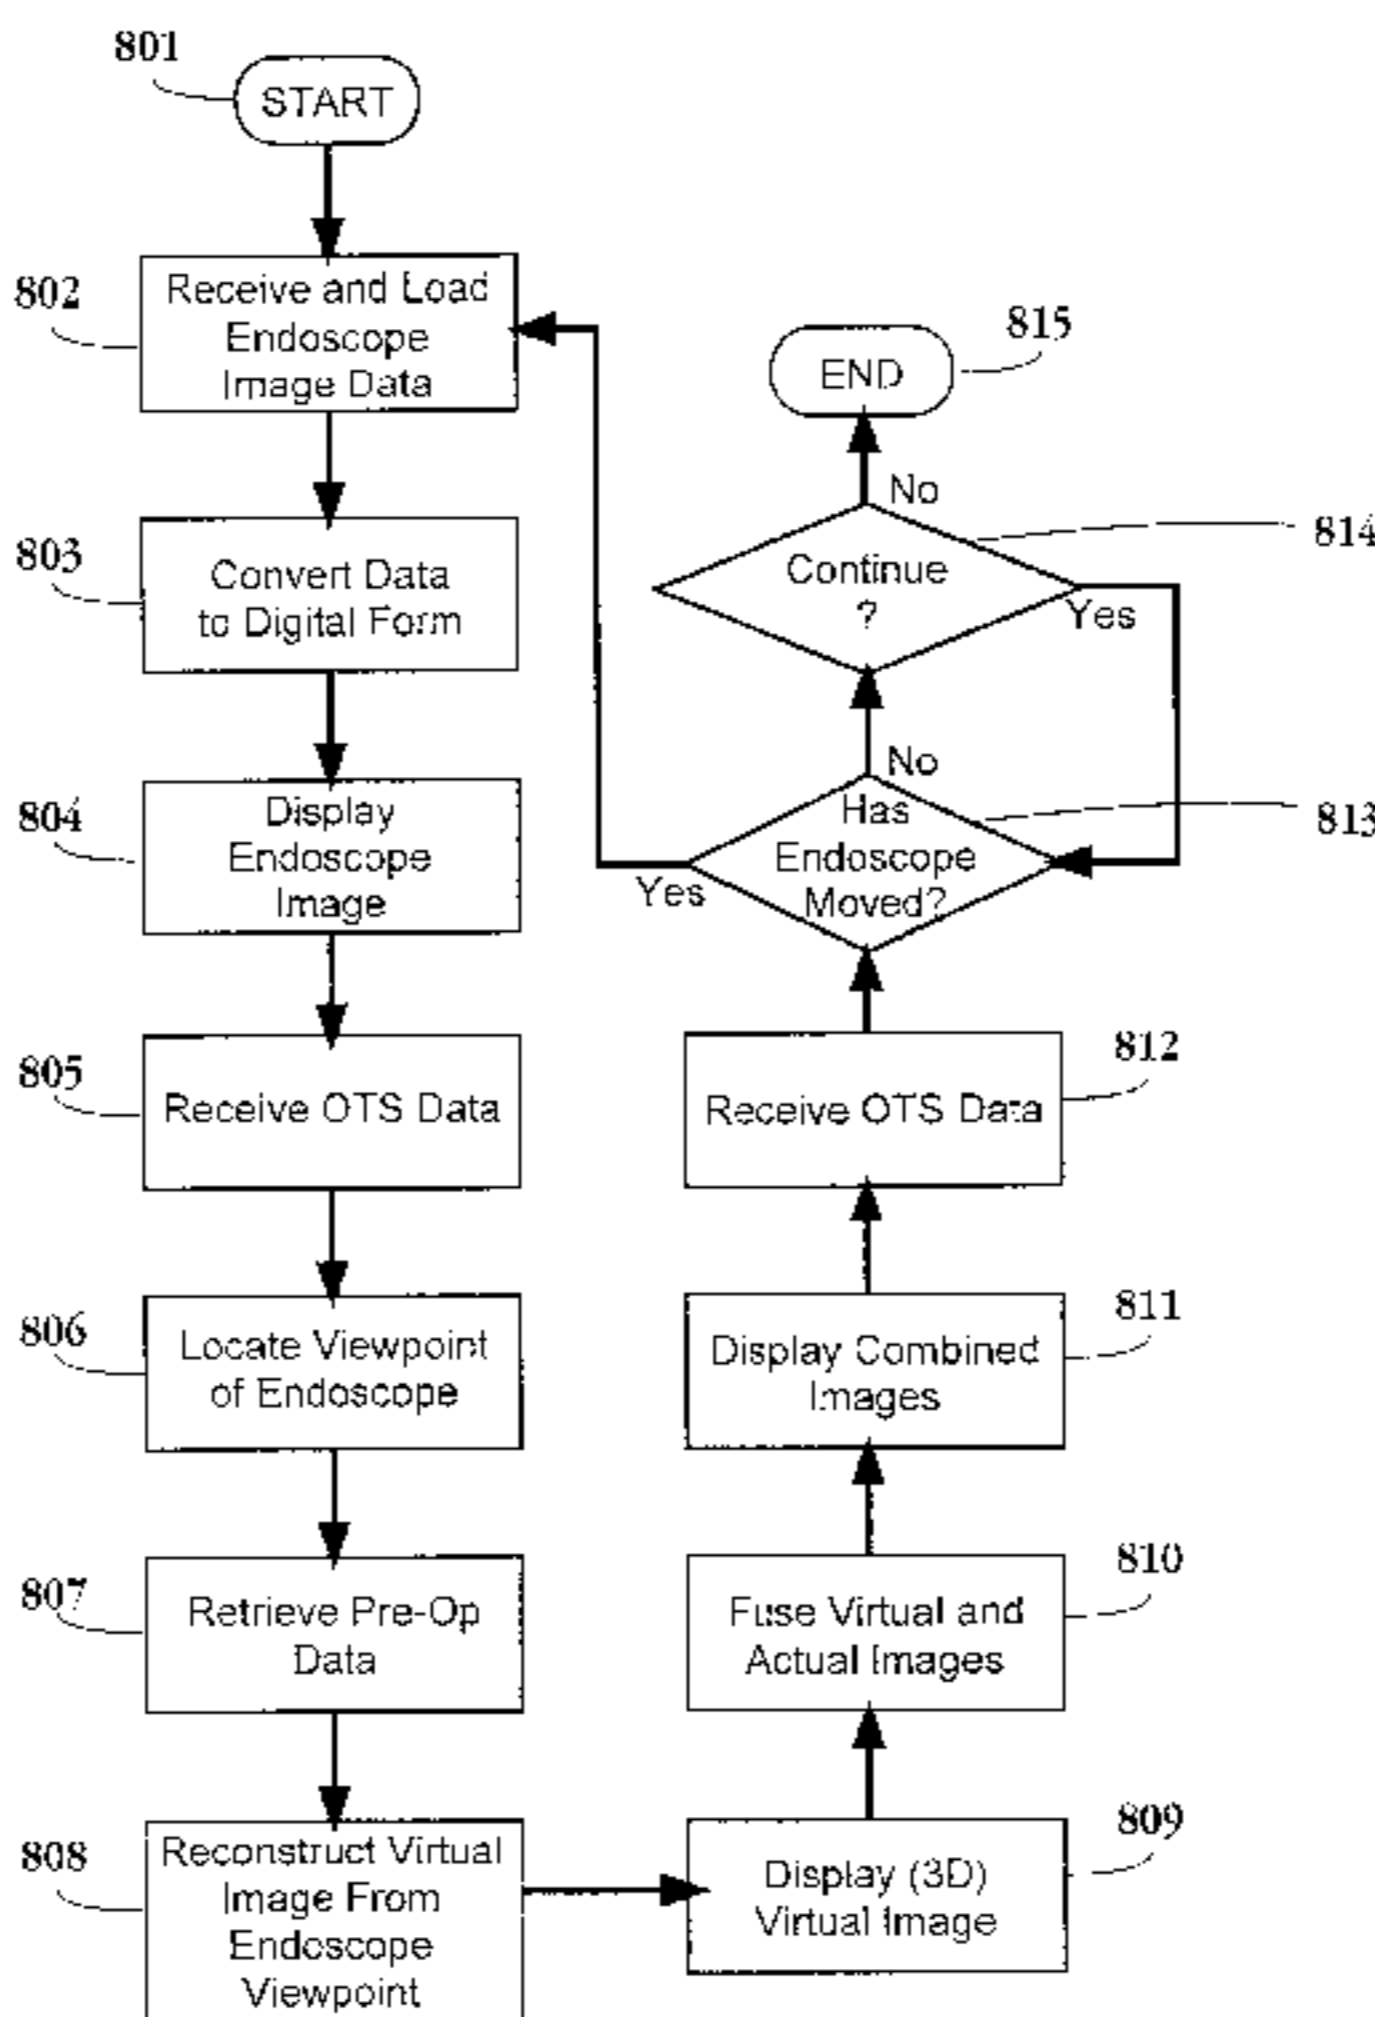 801
START
802
Receive and Load
Endoscope
Image Data
803
Convert Data
to Digital Form
804
Display
Endoscope
Image
805
Receive OTS Data
806
Locate Viewpoint
of Endoscope
807
Retrieve Pre-Op
Data
808
Reconstruct Virtual
Image From
Endoscope
Viewpoint
809
Display (3D)
Virtual Image
810
Fuse Virtual and
Actual Images
811
Display Combined
Images
812
Receive OTS Data
813
Has
Endoscope
Moved?
Yes
No
814
Continue
?
Yes
No
815
END